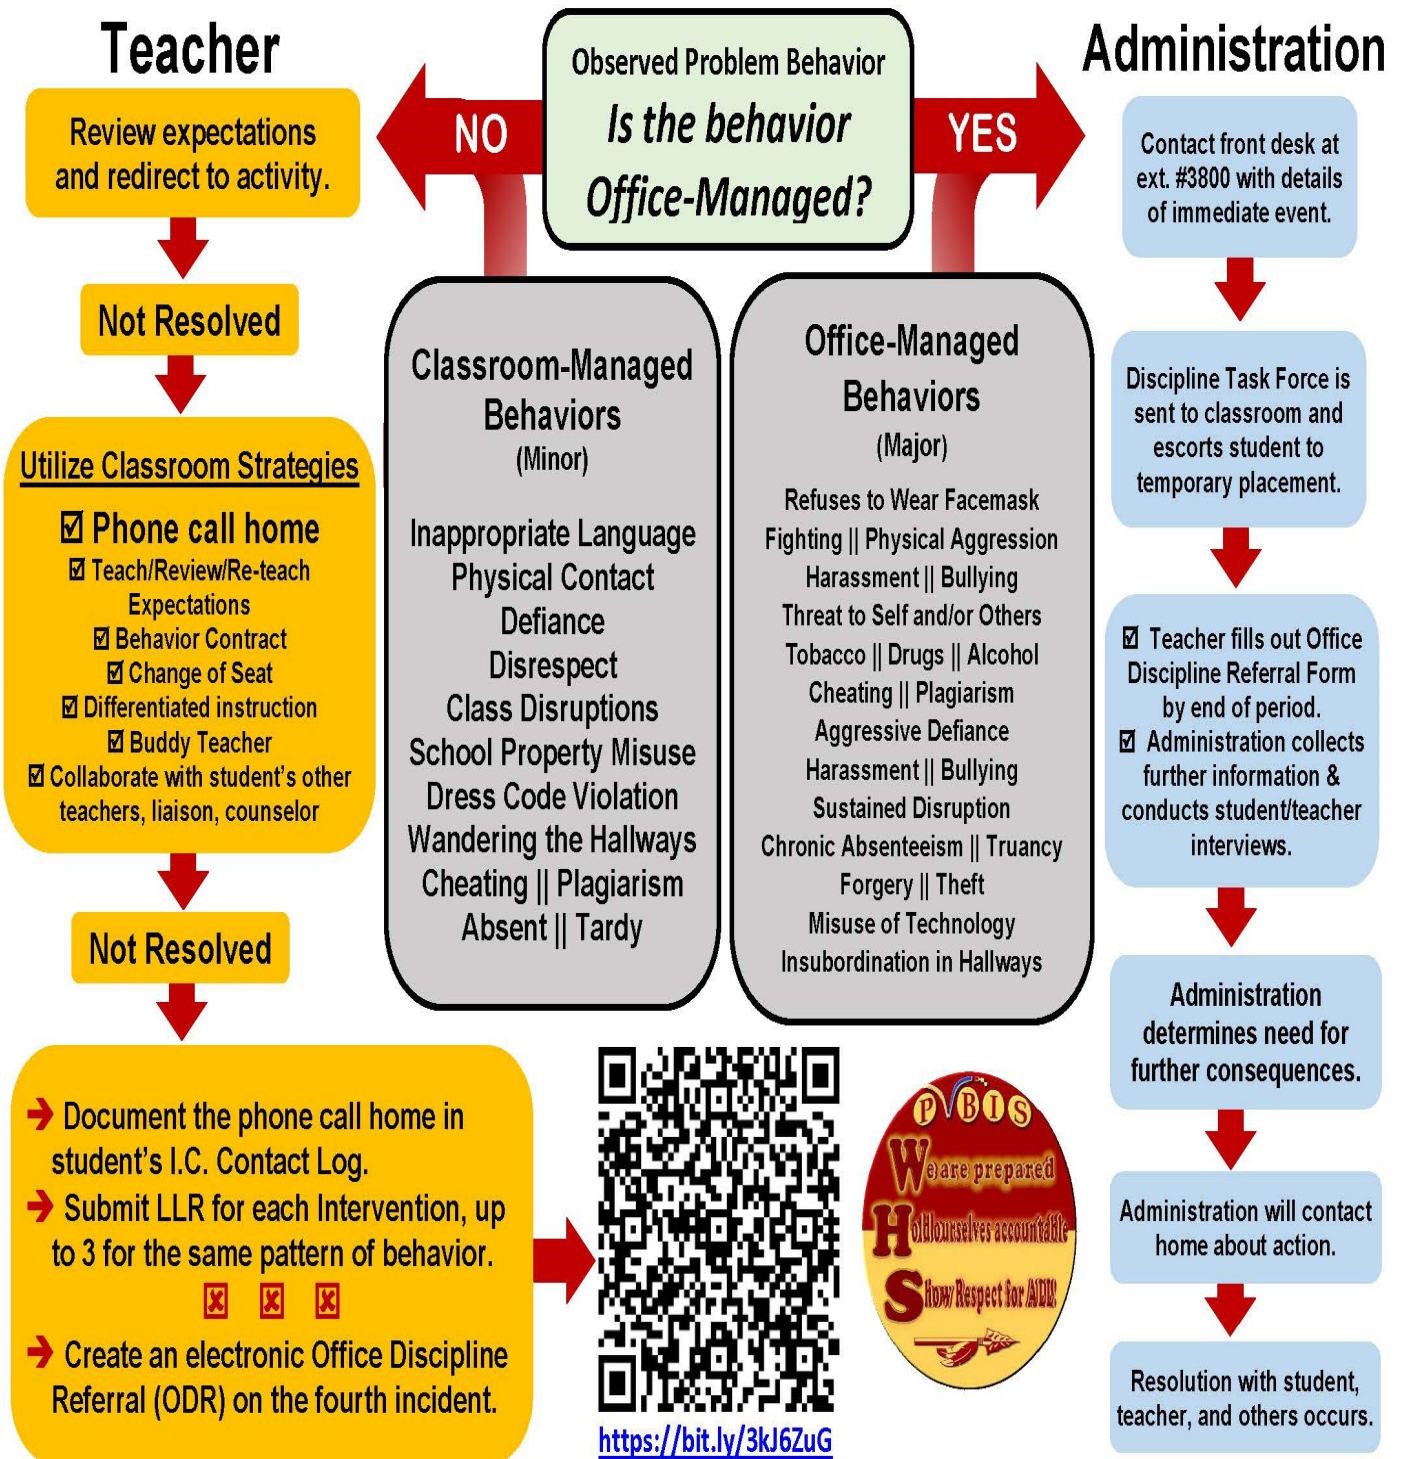 Teacher
Review expectations
and redirect to activity.
Not Resolved
Utilize Classroom Strategies
☑ Phone call home
☑ Teach/Review/Re-teach
Expectations
☑ Behavior Contract
☑ Change of Seat
☑ Differentiated instruction
☑ Buddy Teacher
☑ Collaborate with student's other
teachers, liaison, counselor
Not Resolved
➔ Document the phone call home in
student's I.C. Contact Log.
➔ Submit LLR for each Intervention, up
to 3 for the same pattern of behavior.
➔ Create an electronic Office Discipline
Referral (ODR) on the fourth incident.
Observed Problem Behavior
Is the behavior
Office-Managed?
NO
YES
Classroom-Managed
Behaviors
(Minor)
Inappropriate Language
Physical Contact
Defiance
Disrespect
Class Disruptions
School Property Misuse
Dress Code Violation
Wandering the Hallways
Cheating || Plagiarism
Absent || Tardy
Office-Managed
Behaviors
(Major)
Refuses to Wear Facemask
Fighting || Physical Aggression
Harassment || Bullying
Threat to Self and/or Others
Tobacco || Drugs || Alcohol
Cheating || Plagiarism
Aggressive Defiance
Harassment || Bullying
Sustained Disruption
Chronic Absenteeism || Truancy
Forgery || Theft
Misuse of Technology
Insubordination in Hallways
https://bit.ly/3kJ6ZuG
PBIS
We are prepared
Hold ourselves accountable
Show Respect for All!
Administration
Contact front desk at
ext. #3800 with details
of immediate event.
Discipline Task Force is
sent to classroom and
escorts student to
temporary placement.
☑ Teacher fills out Office
Discipline Referral Form
by end of period.
☑ Administration collects
further information &
conducts student/teacher
interviews.
Administration
determines need for
further consequences.
Administration will contact
home about action.
Resolution with student,
teacher, and others occurs.